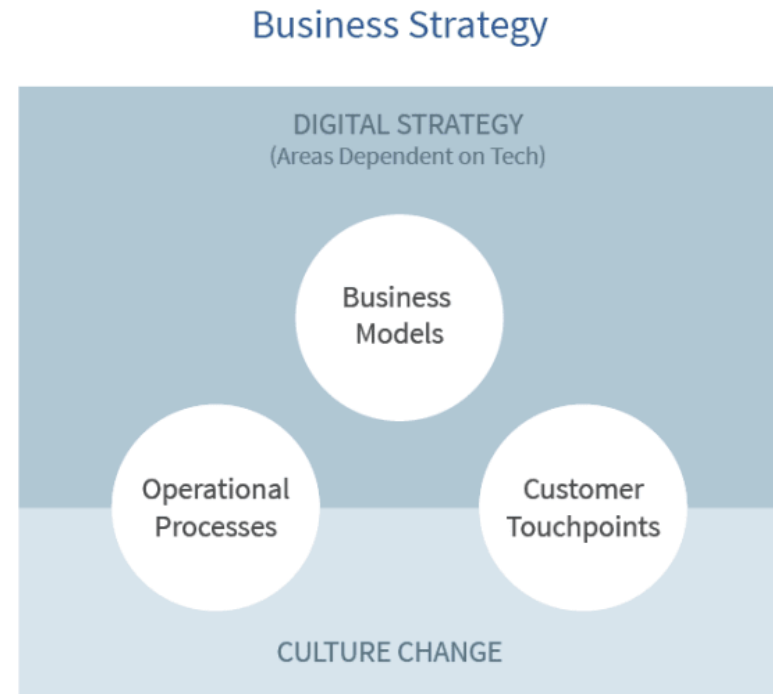 Business Strategy
DIGITAL STRATEGY
(Areas Dependent on Tech)
Business
Models
Operational
Processes
Customer
Touchpoints
CULTURE CHANGE